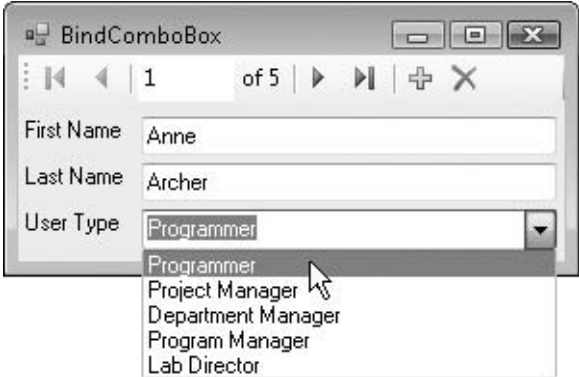 BindComboBox
1 of 5
First Name Anne
Last Name Archer
User Type Programmer
Programmer
Project Manager
Department Manager
Program Manager
Lab Director